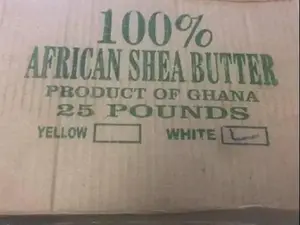 100%
AFRICAN SHEA BUTTER
PRODUCT OF GHANA
25 POUNDS
YELLOW WHITE